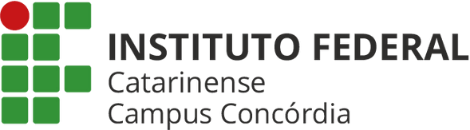 INSTITUTO FEDERAL
Catarinense
Campus Concórdia